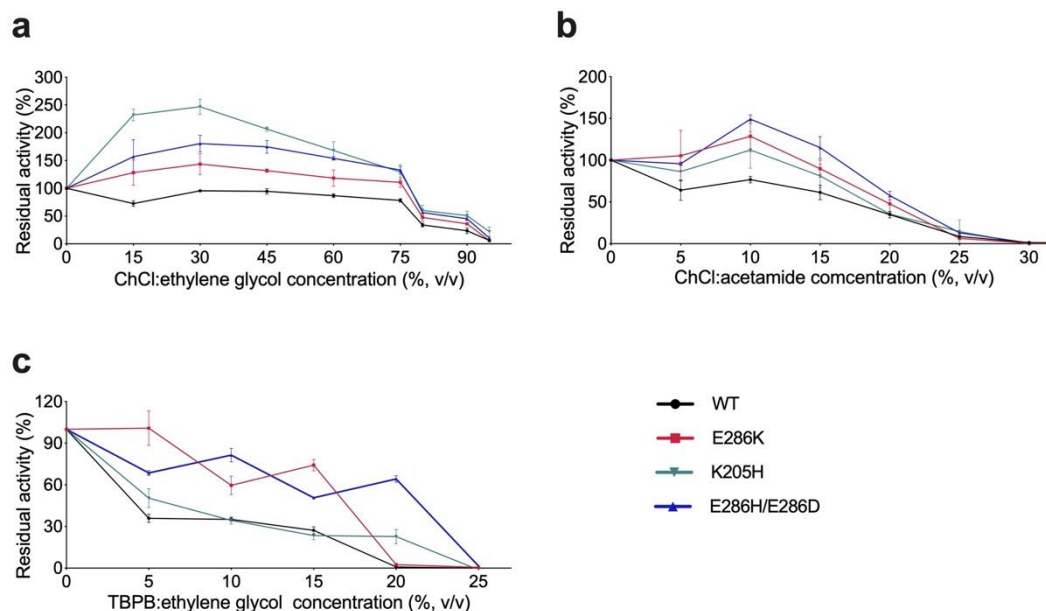 a
Residual activity (%)
300
250
200
150
100
50
0
0 15 30 45 60 75 90
ChCl:ethylene glycol concentration (%, v/v)
b
Residual activity %)
200
150
100
50
0
0 5 10 15 20 25 30
ChCl:acetamide comcentration (%, v/v)
c
Residual activity (%)
120
90
60
30
0
0 5 10 15 20 25
TBPB:ethylene glycol concentration (%, v/v)
WT
E286K
K205H
E286H/E286D